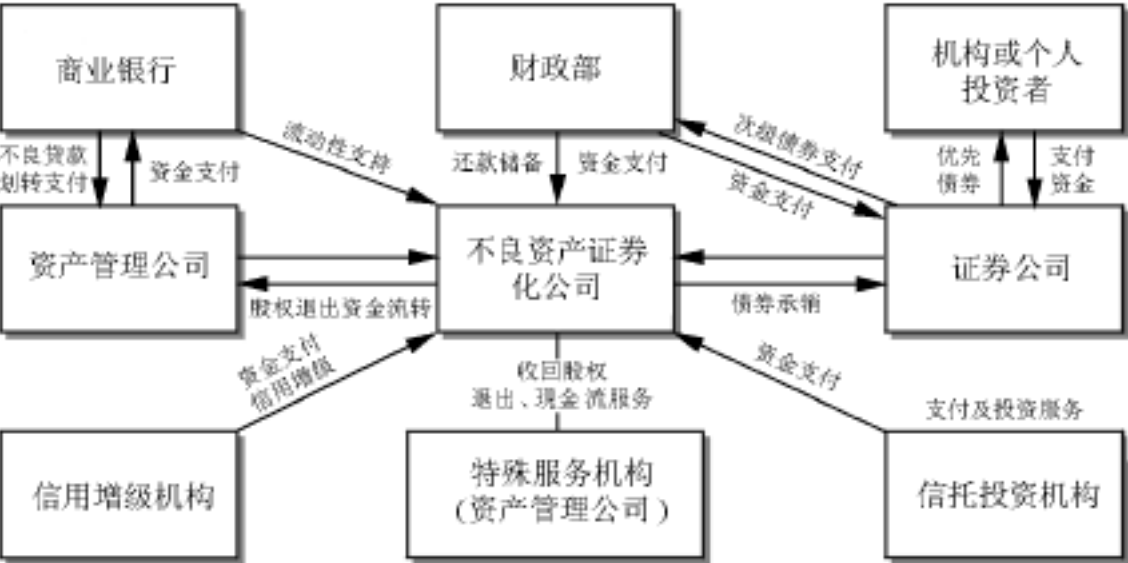 商业银行
财政部
机构或个人
投资者
不良贷款
划转支付
资金支付
流动性支持
还款储备
资金支付
次级债券支付
资金支付
优先
债券
支付
资金
资产管理公司
不良资产证券
化公司
证券公司
股权退出资金流转
债券承销
资金支付
信用增级
收回股权
退出、现金流服务
资金支付
支付及投资服务
信用增级机构
特殊服务机构
(资产管理公司)
信托投资机构